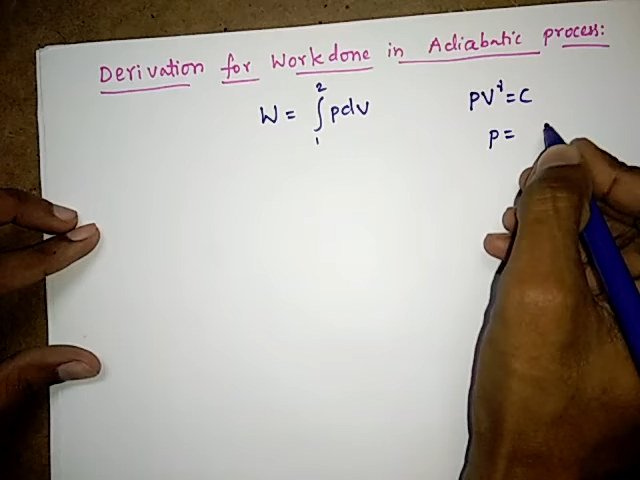 Derivation for Workdone in Adiabatic process:
W = ∫₁² pdv
PV^γ = C
P =